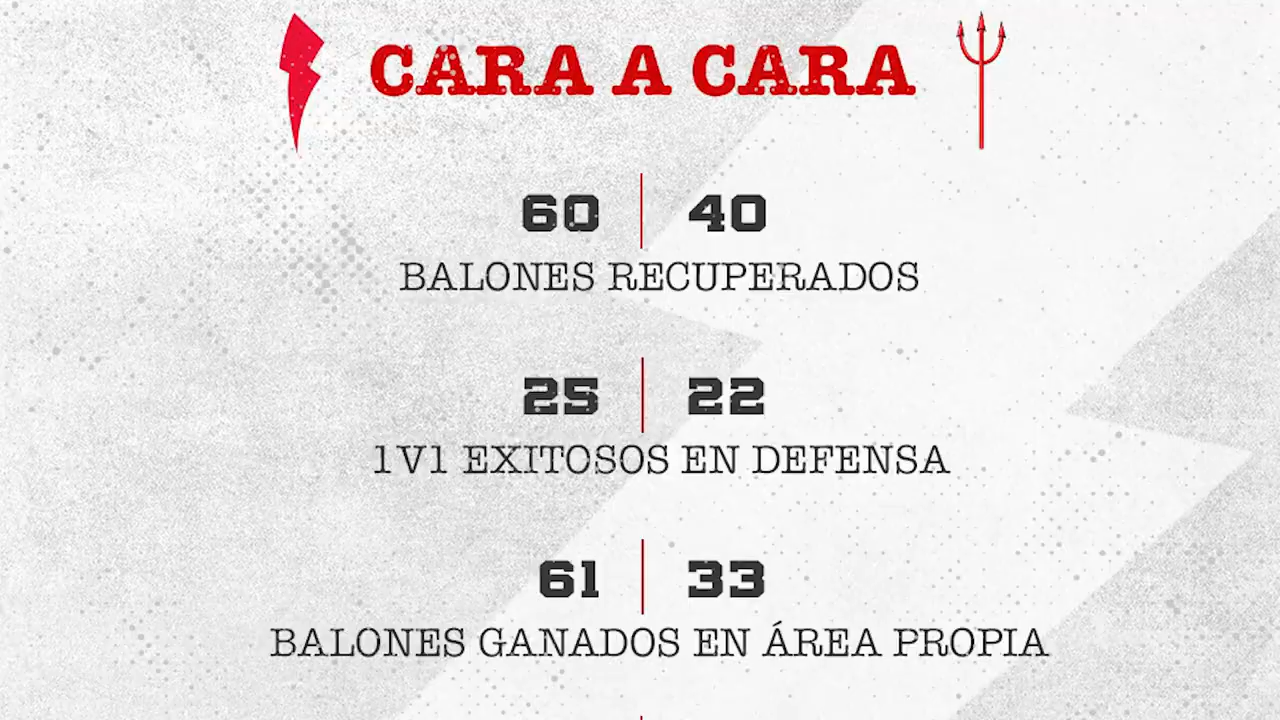 CARA A CARA
60 | 40
BALONES RECUPERADOS
25 | 22
1V1 EXITOSOS EN DEFENSA
61 | 33
BALONES GANADOS EN ÁREA PROPIA